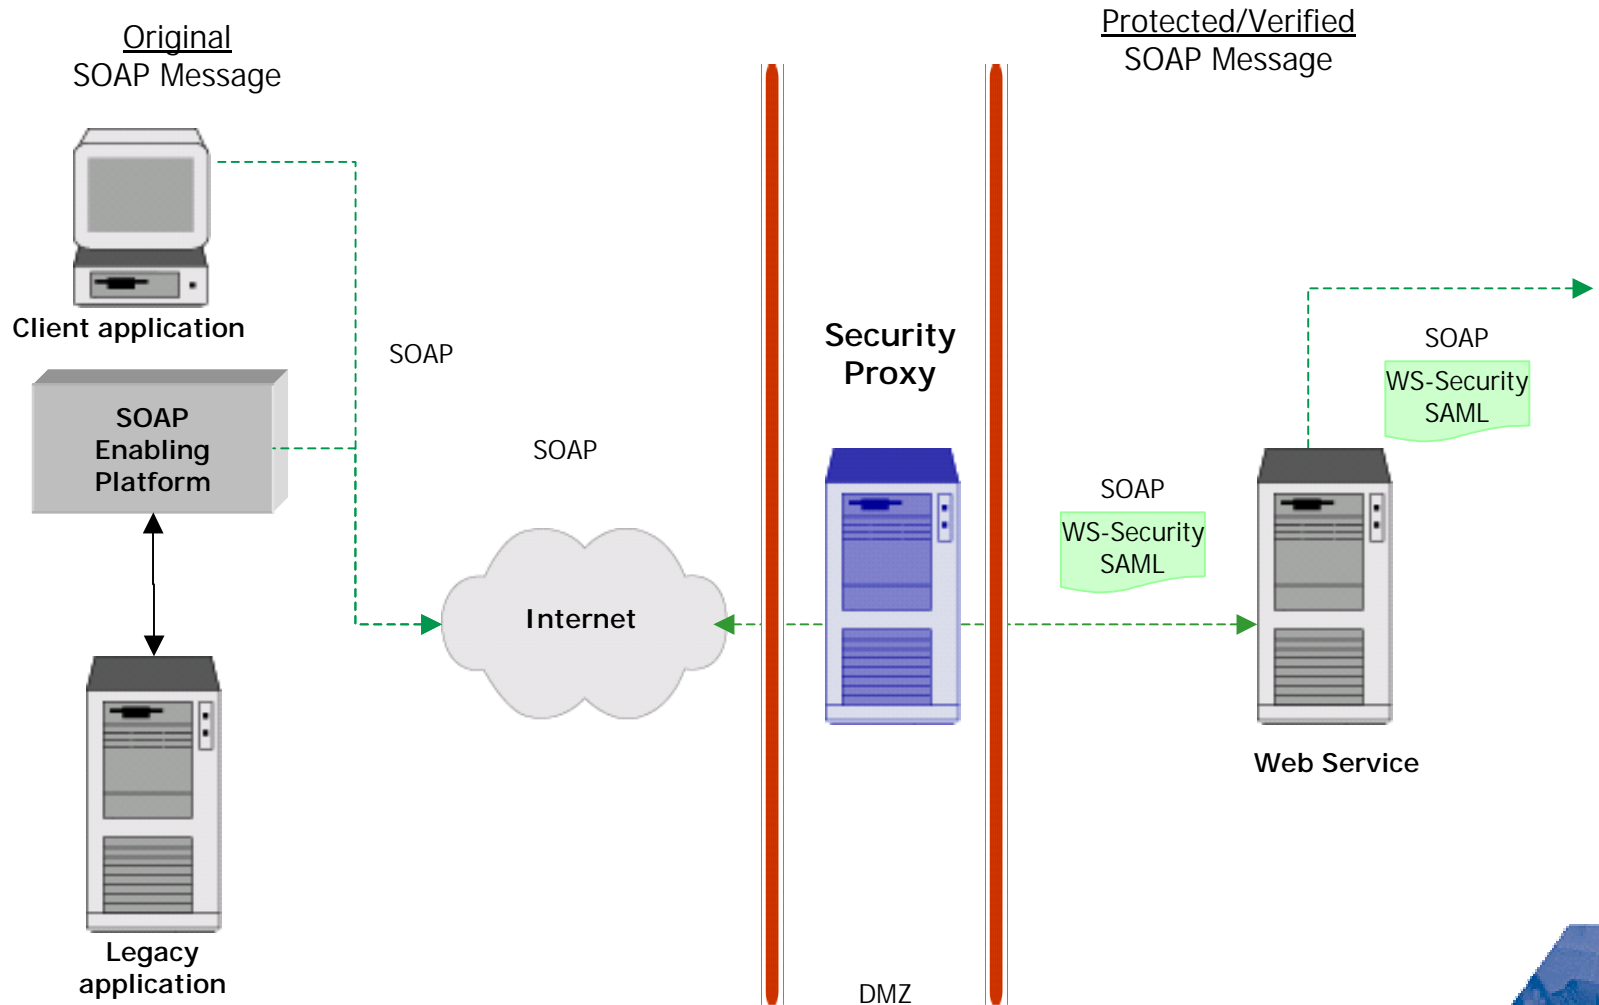 Original
SOAP Message
Protected/Verified
SOAP Message
Client application
SOAP
SOAP
Enabling
Platform
SOAP
Internet
Legacy
application
Security
Proxy
DMZ
SOAP
WS-Security
SAML
SOAP
WS-Security
SAML
Web Service